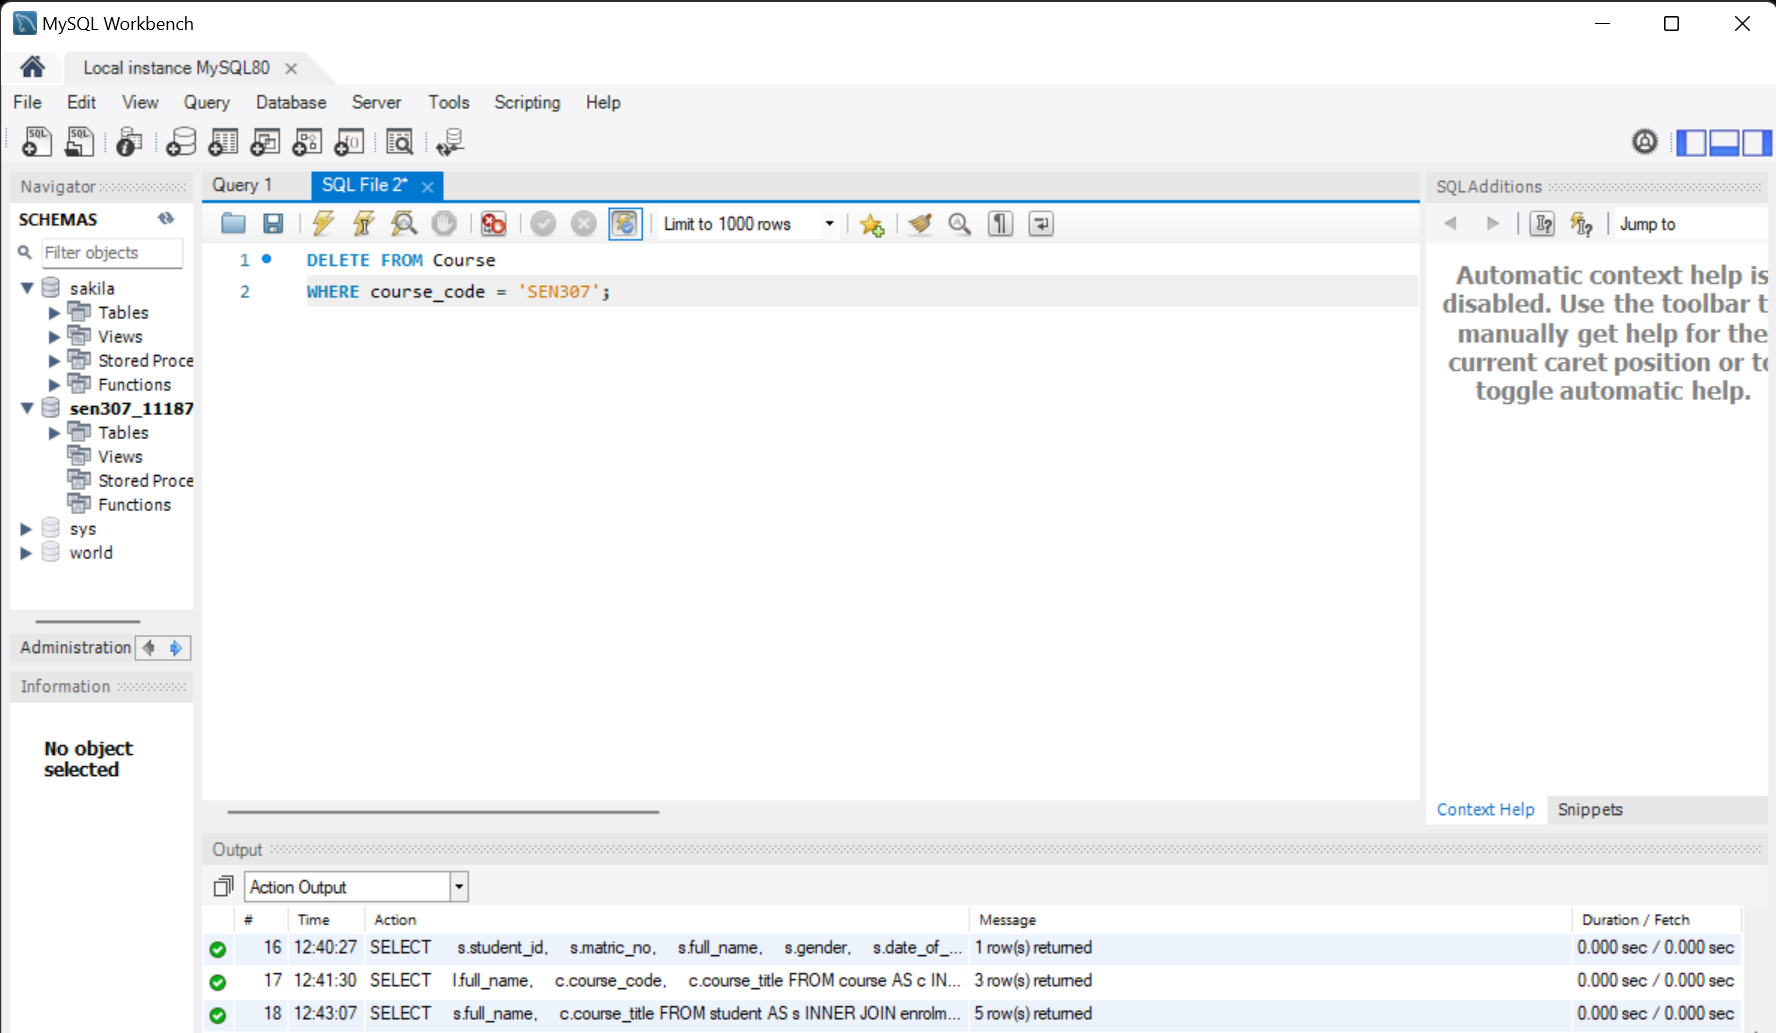 MySQL Workbench
Local instance MySQL80
File Edit View Query Database Server Tools Scripting Help
Navigator
SCHEMAS
Filter objects
sakila
Tables
Views
Stored Proce
Functions
sen307_11187
Tables
Views
Stored Proce
Functions
sys
world
Administration
Information
No object
selected
Query 1
SQL File 2*
Limit to 1000 rows
1 DELETE FROM Course
2 WHERE course_code = 'SEN307';
SQLAdditions
Jump to
Automatic context help is
disabled. Use the toolbar t
manually get help for the
current caret position or to
toggle automatic help.
Context Help Snippets
Output
Action Output
# Time Action Message Duration / Fetch
16 12:40:27 SELECT s.student_id, s.matric_no, s.full_name, s.gender, s.date_of_... 1 row(s) returned 0.000 sec / 0.000 sec
17 12:41:30 SELECT l.full_name, c.course_code, c.course_title FROM course AS c IN... 3 row(s) returned 0.000 sec / 0.000 sec
18 12:43:07 SELECT s.full_name, c.course_title FROM student AS s INNER JOIN enrolm... 5 row(s) returned 0.000 sec / 0.000 sec